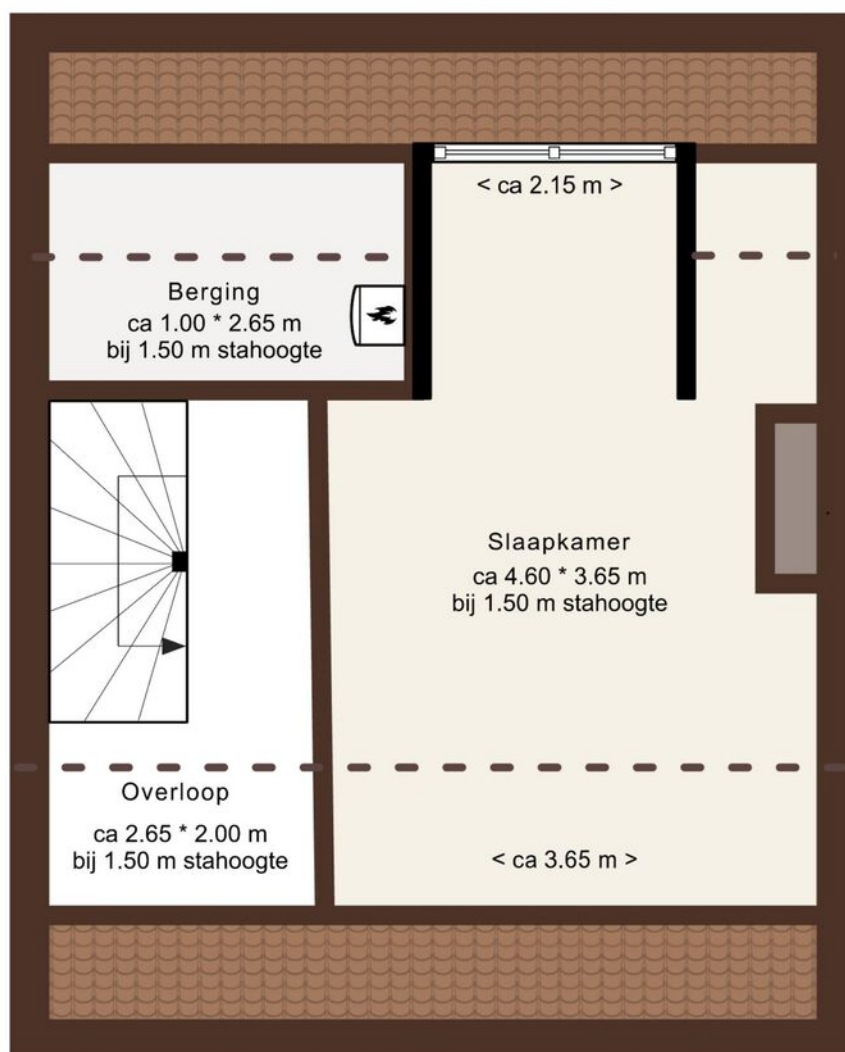 < ca 2.15 m >
Berging
ca 1.00 * 2.65 m
bij 1.50 m stahoogte
Slaapkamer
ca 4.60 * 3.65 m
bij 1.50 m stahoogte
Overloop
ca 2.65 * 2.00 m
bij 1.50 m stahoogte
< ca 3.65 m >